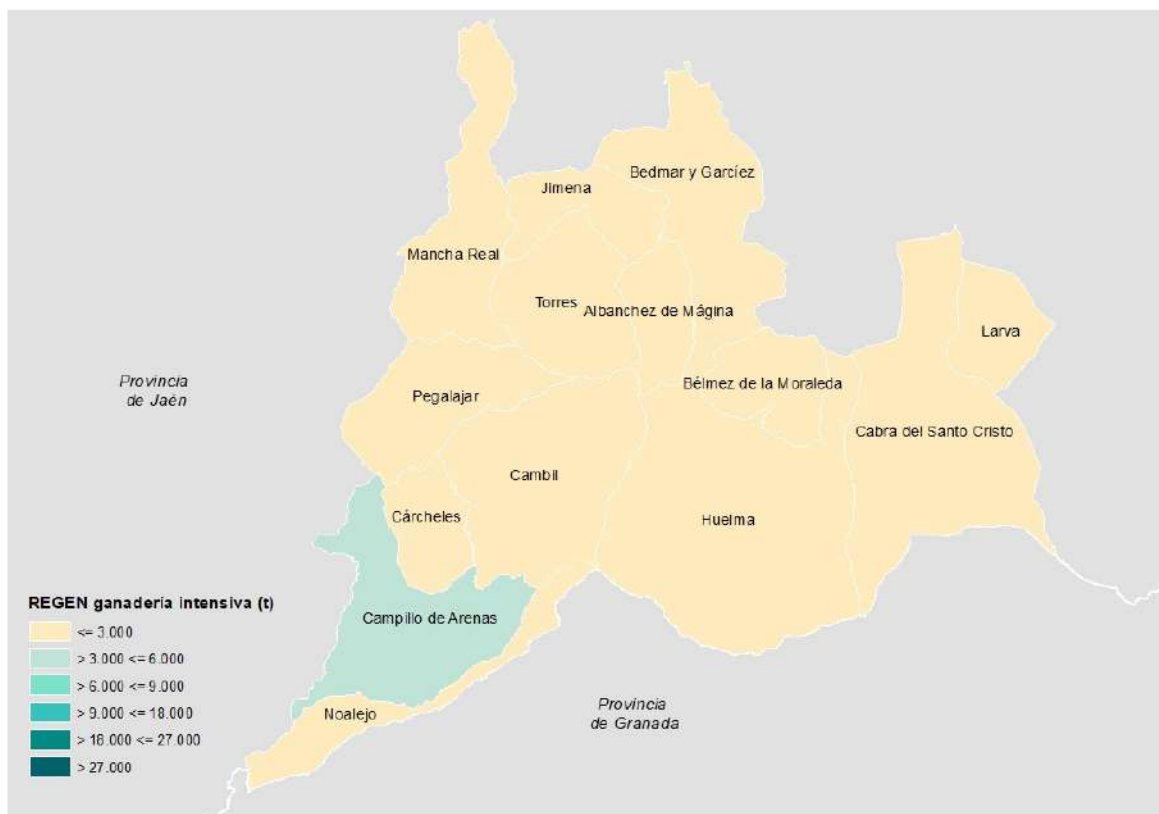 Bedmar y Garcíez
Jimena
Mancha Real
Torres
Albanchez de Mágina
Larva
Provincia
de Jaén
Pegalajar
Bélmez de la Moraleda
Cabra del Santo Cristo
Cambil
Cárcheles
Huelma
Campillo de Arenas
Noalejo
Provincia
de Granada
REGEN ganadería intensiva (t)
<= 3.000
> 3.000 <= 6.000
> 6.000 <= 9.000
> 9.000 <= 18.000
> 18.000 <= 27.000
> 27.000